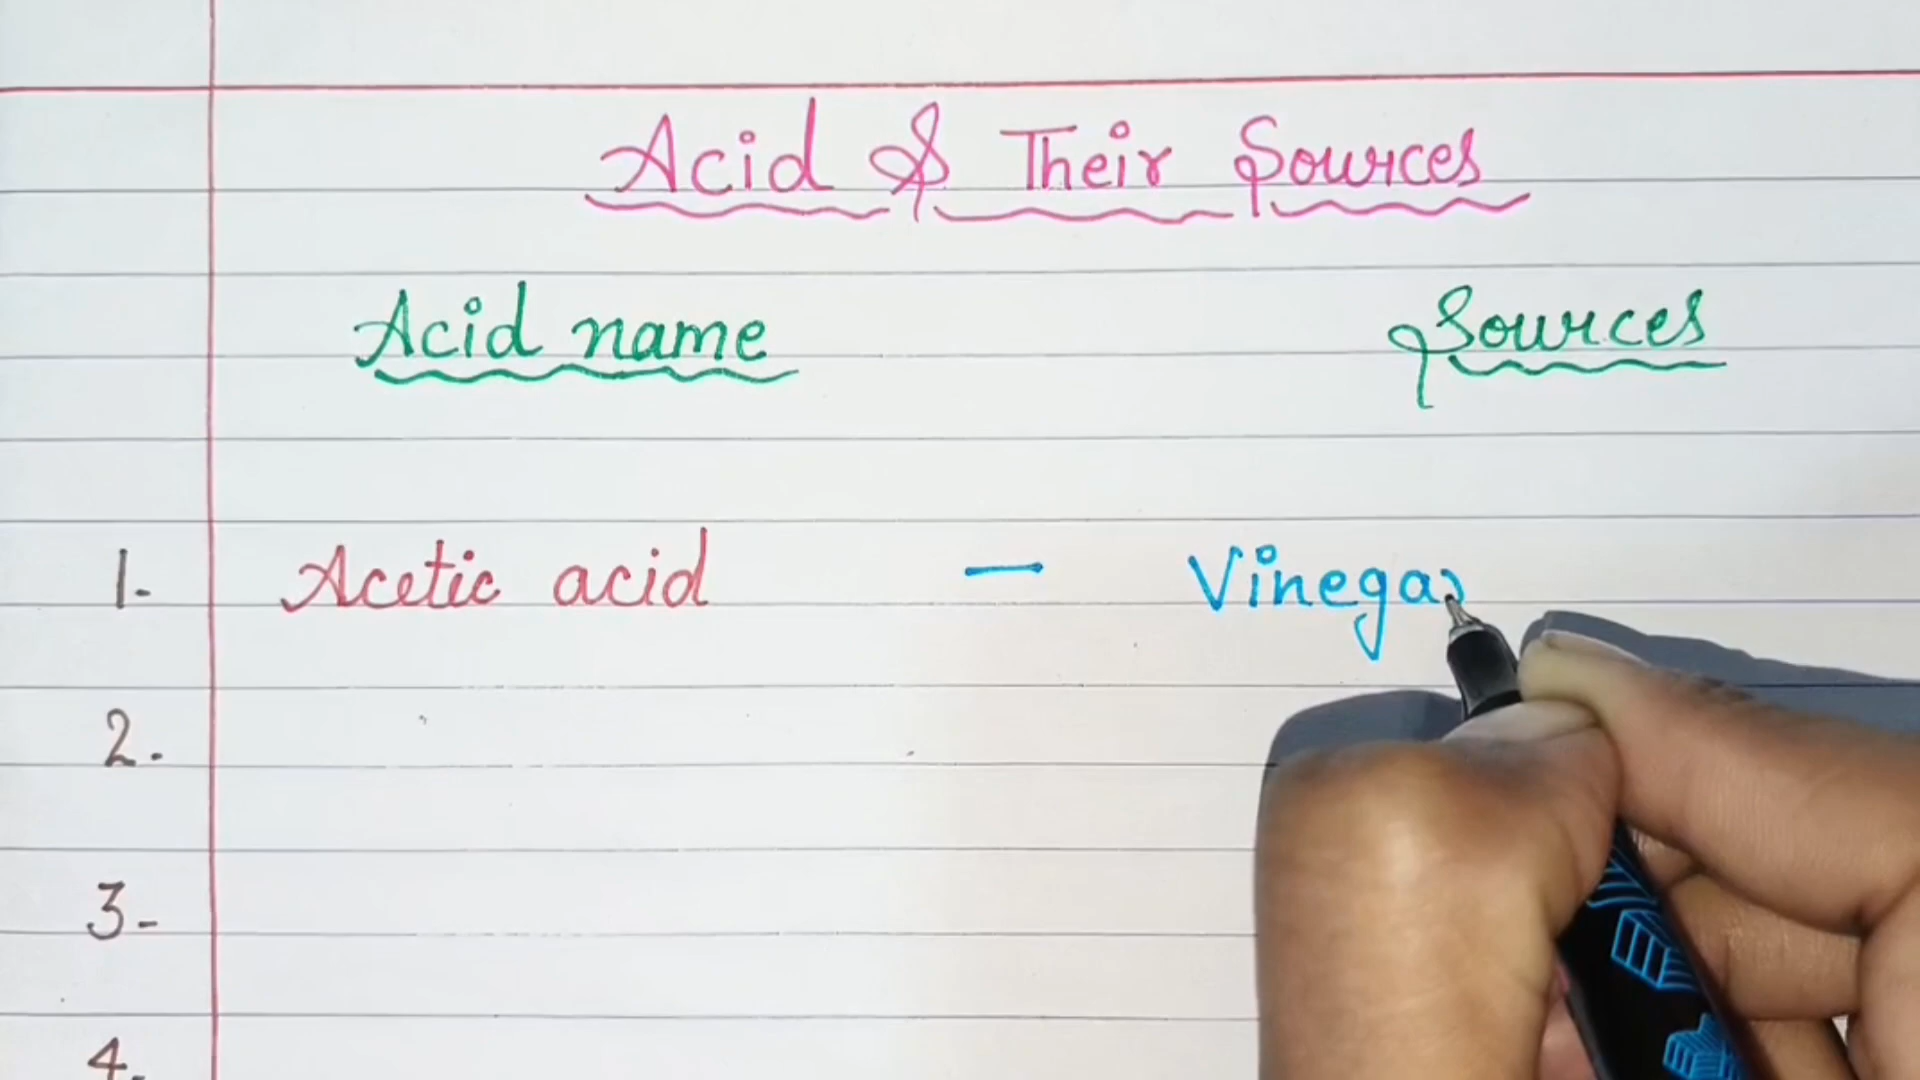 Acid & Their Sources
Acid name Sources
1. Acetic acid - Vinegar
2.
3-
4.